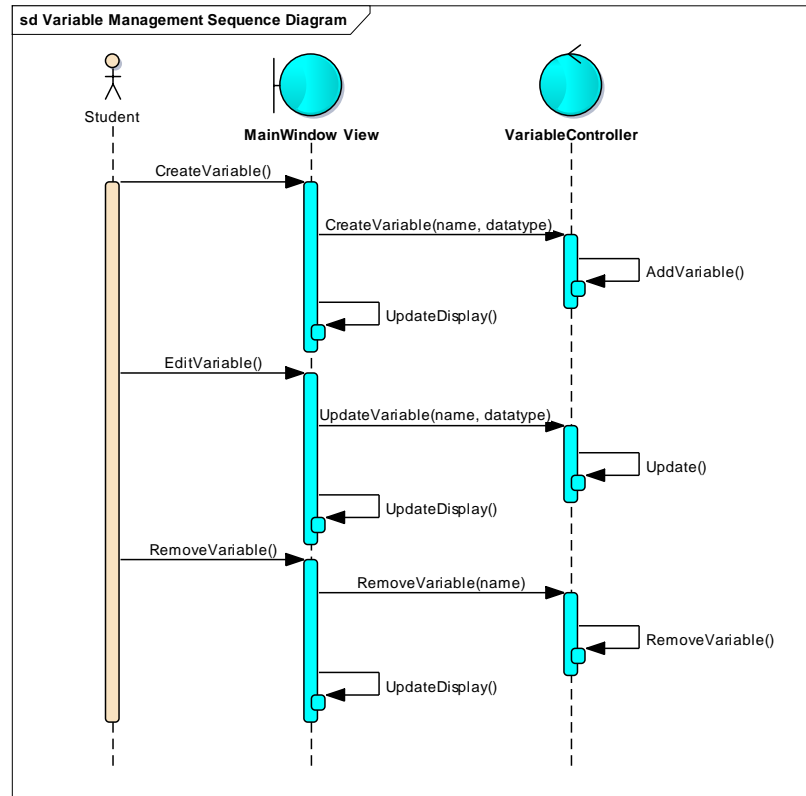 sd Variable Management Sequence Diagram
Student
MainWindow View
VariableController
CreateVariable()
CreateVariable(name, datatype)
AddVariable()
UpdateDisplay()
EditVariable()
UpdateVariable(name, datatype)
Update()
UpdateDisplay()
RemoveVariable()
RemoveVariable(name)
RemoveVariable()
UpdateDisplay()